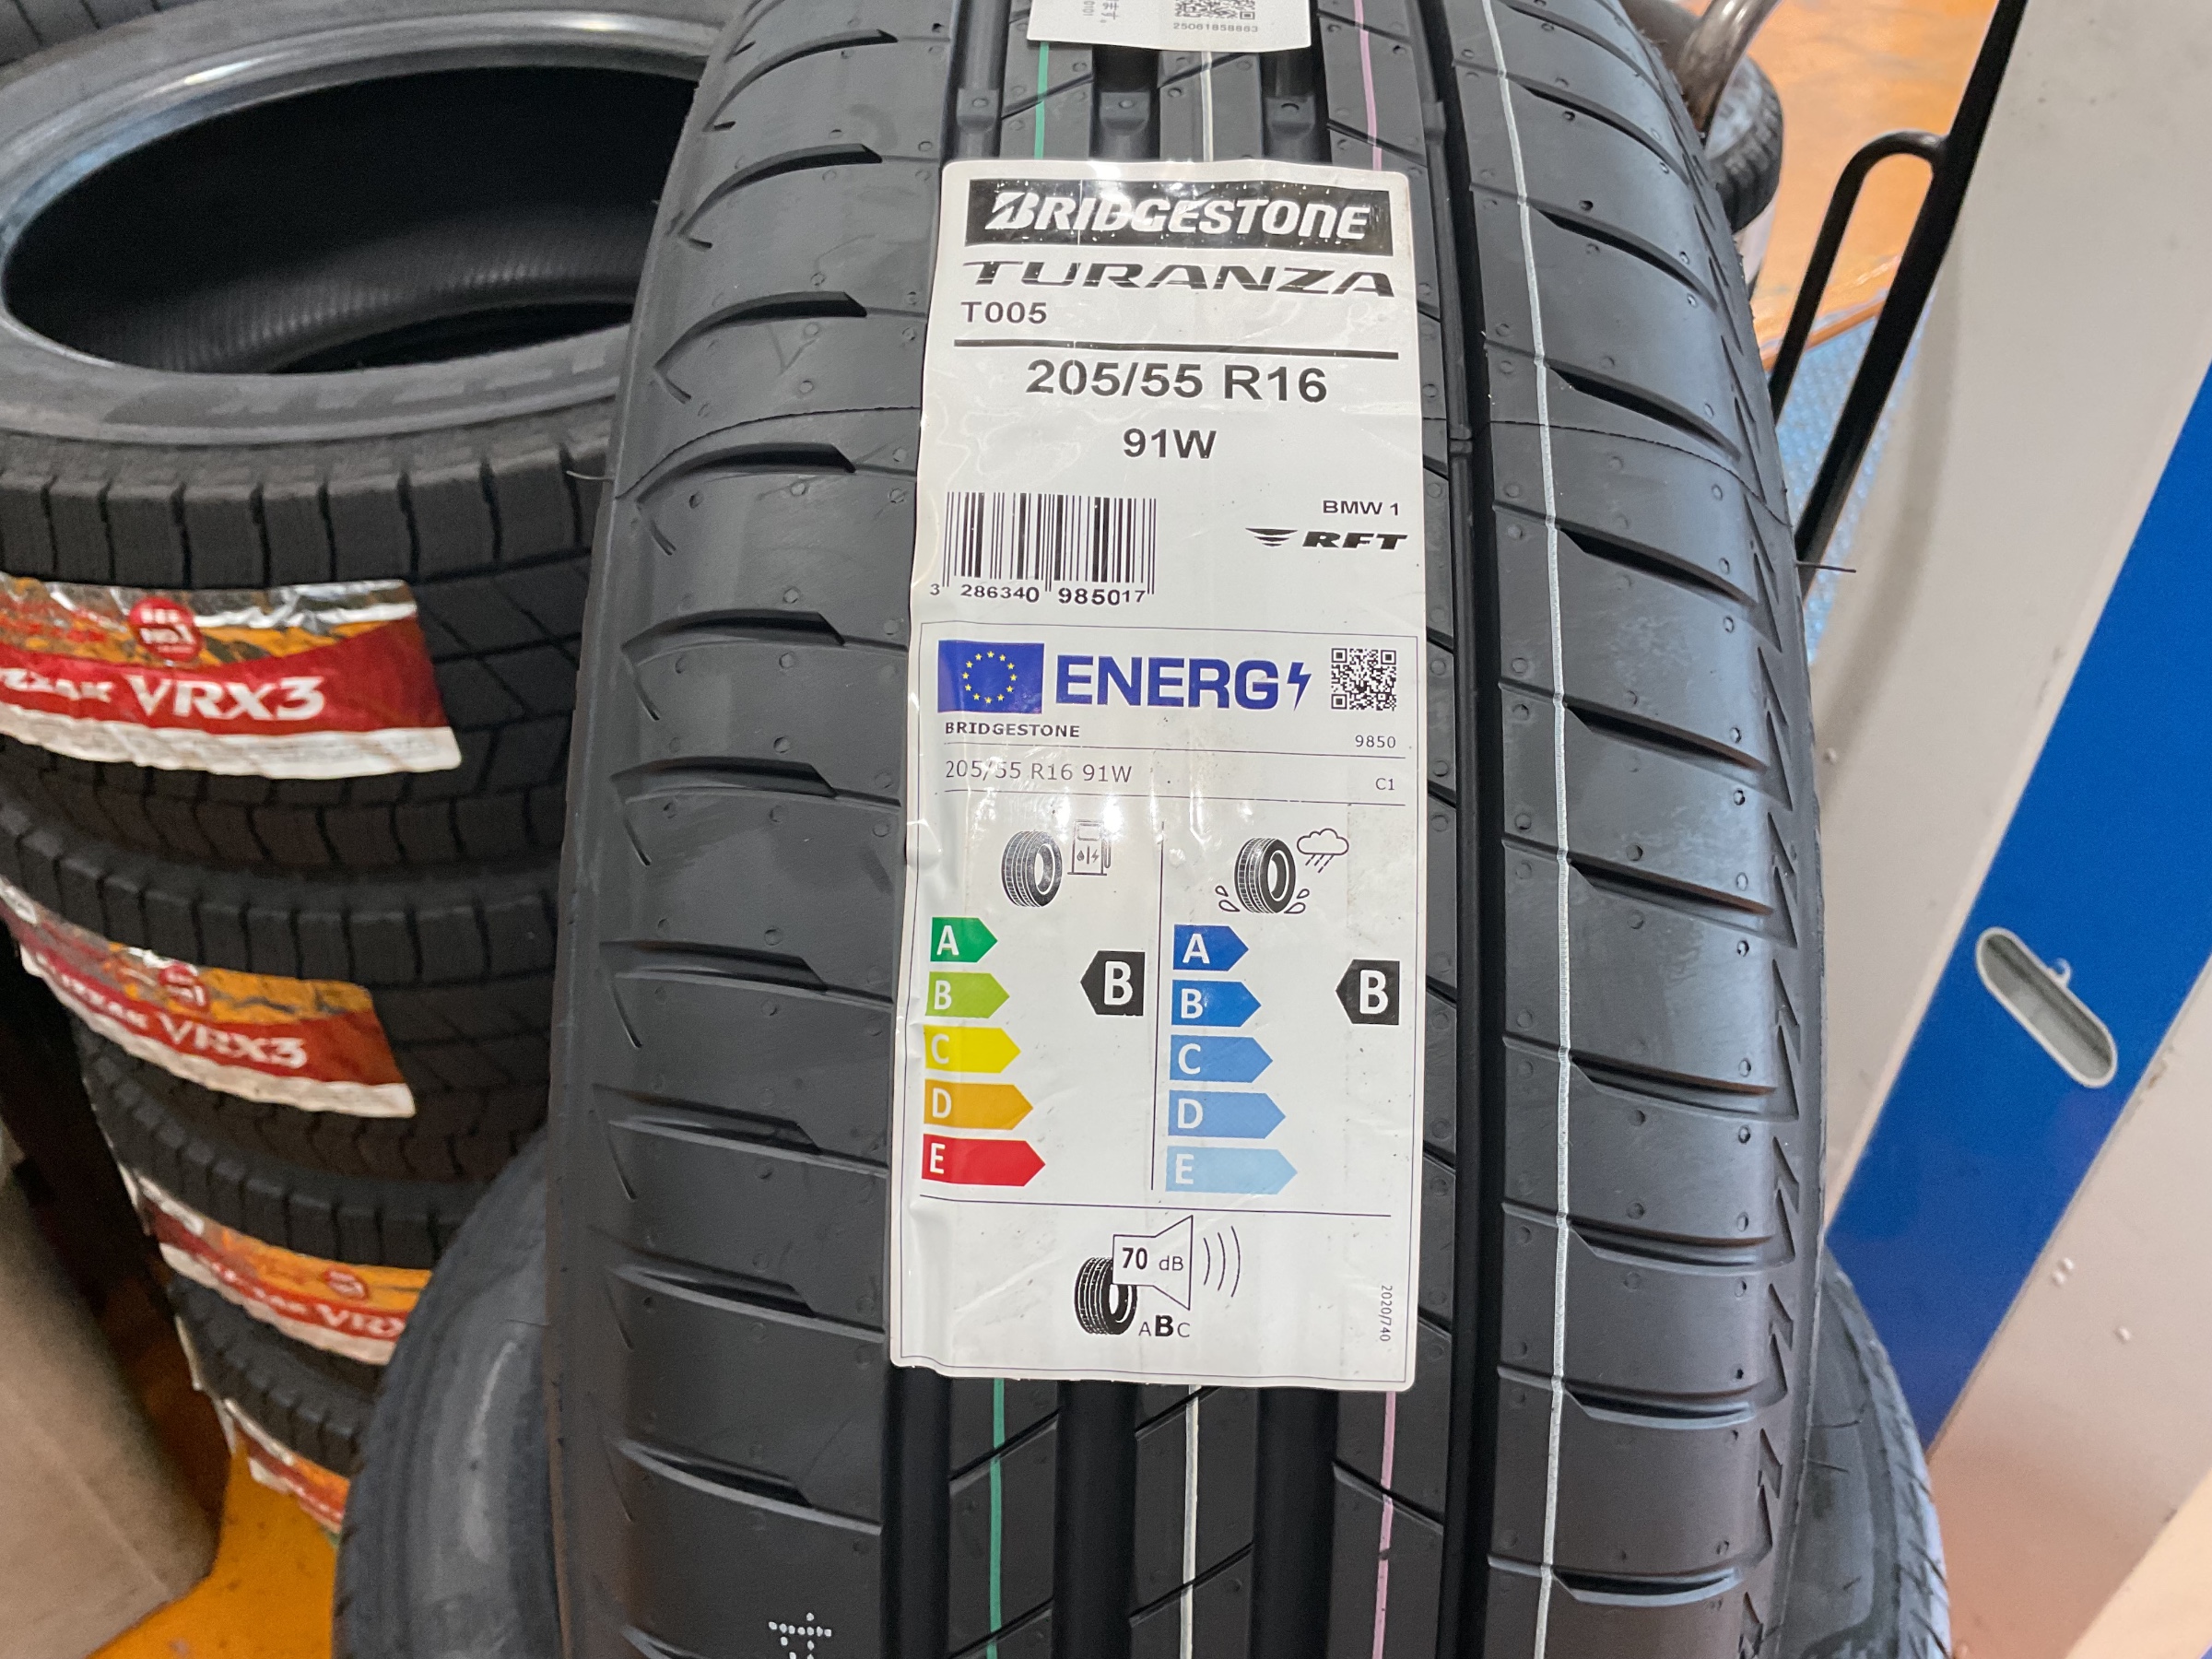 25061858663
BRIDGESTONE
TURANZA
T005
205/55 R16
91W
BMW 1
RFT
3 286340 985017
ENERG
BRIDGESTONE
9850
205/55 R16 91W
C1
A
B
C
D
E
B
A
B
C
D
E
B
70 dB
ABC
2020/740
VRX3
VRX3